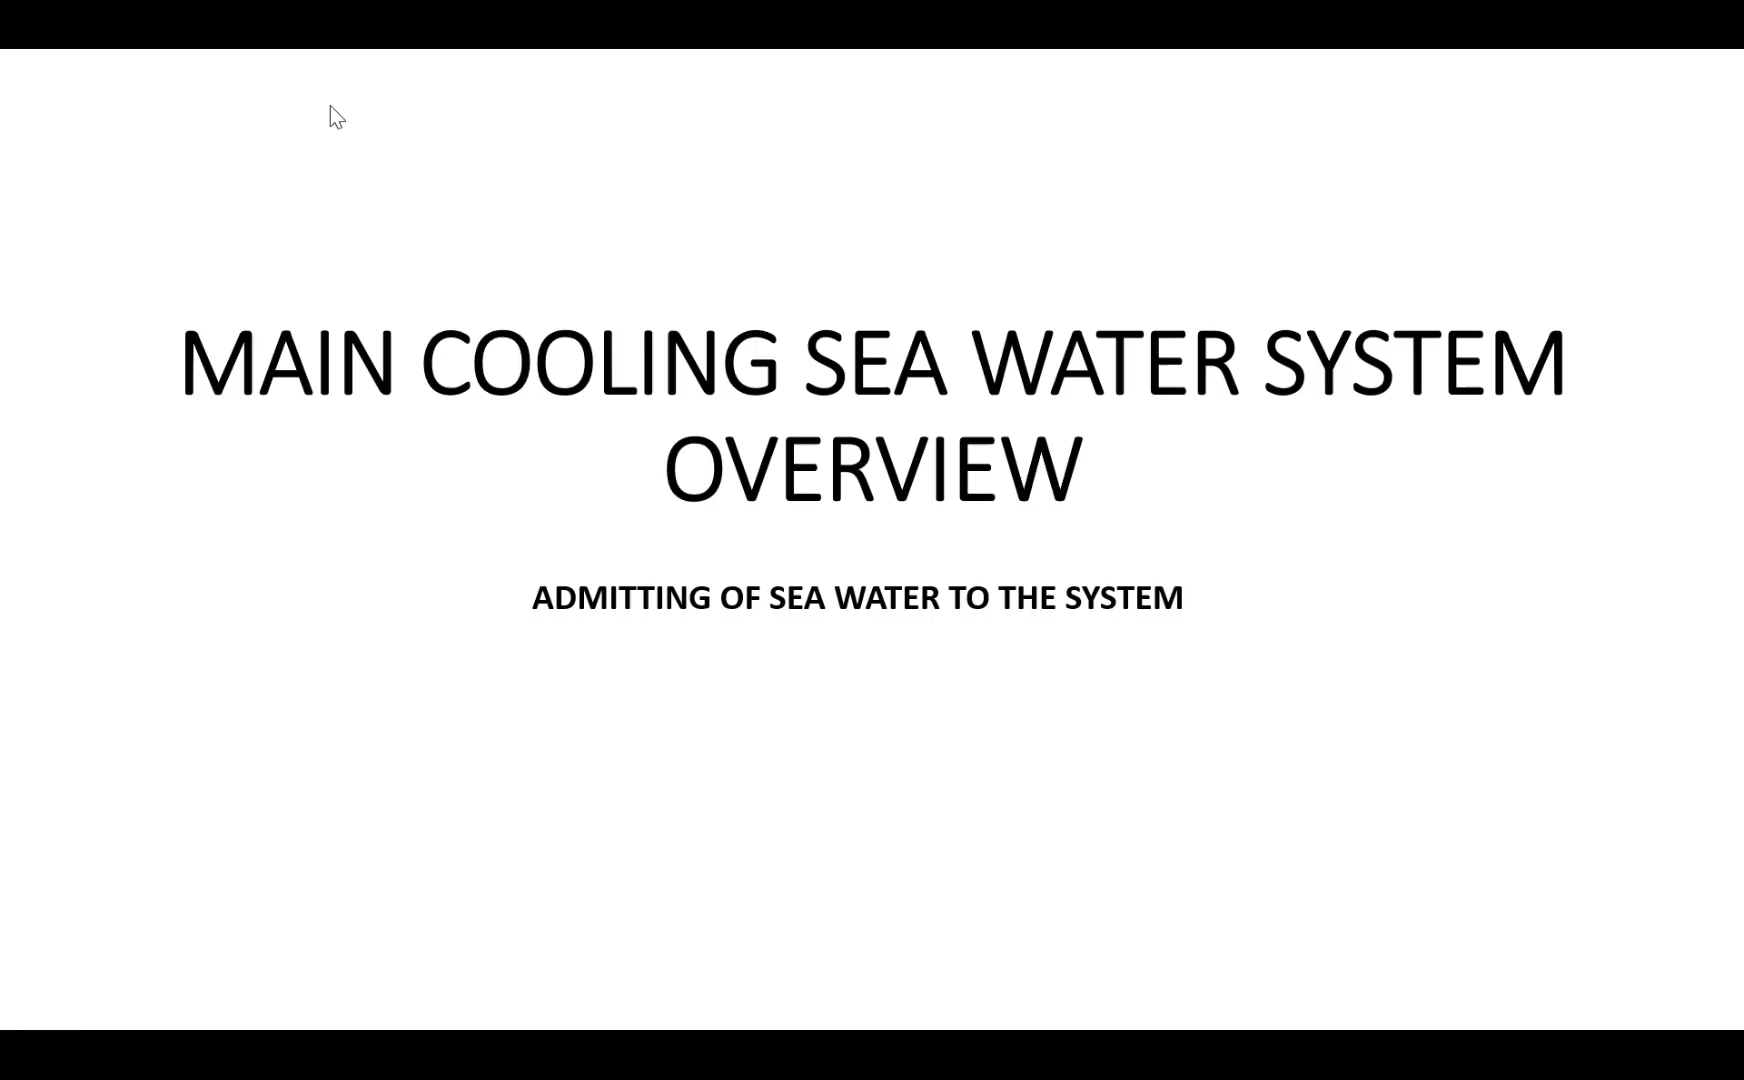 MAIN COOLING SEA WATER SYSTEM
OVERVIEW
ADMITTING OF SEA WATER TO THE SYSTEM